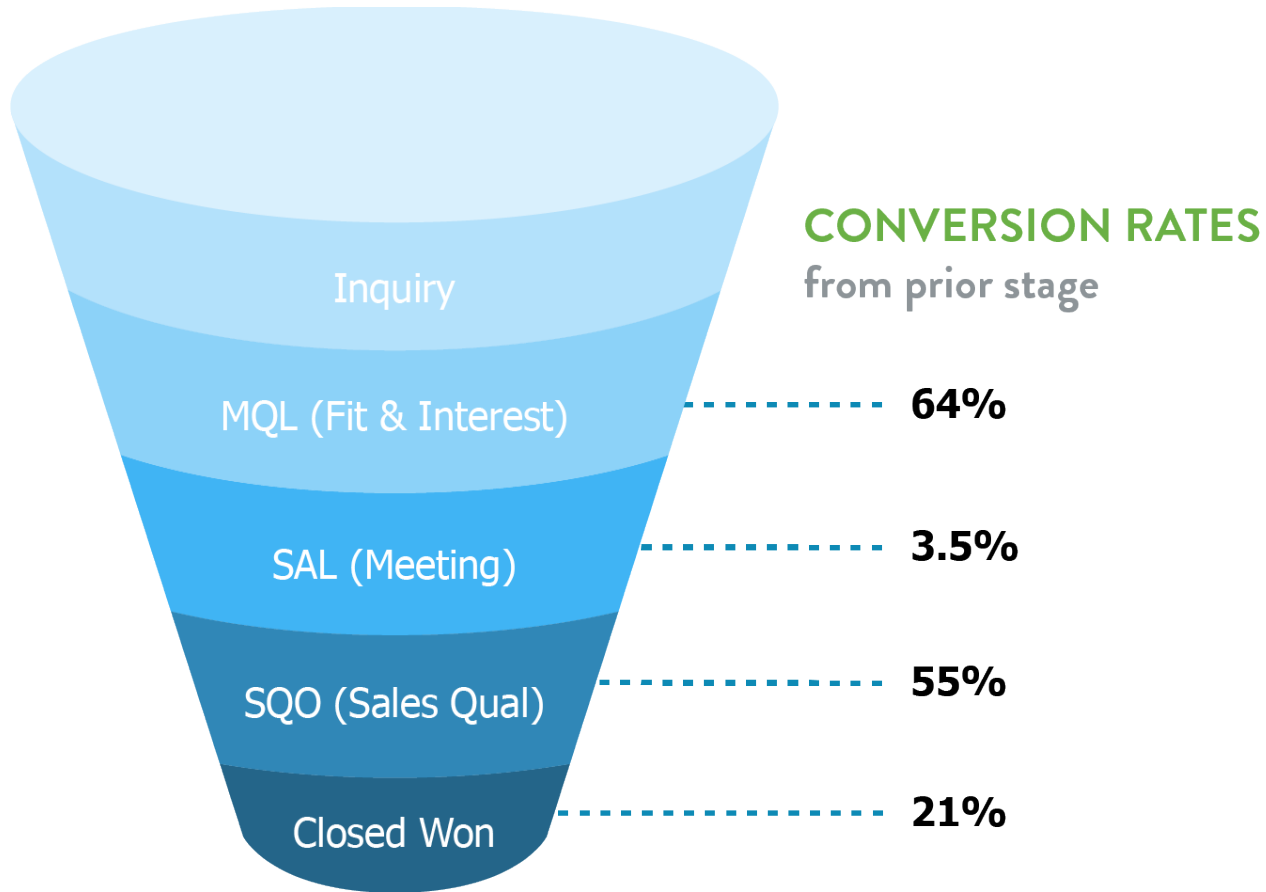 CONVERSION RATES
from prior stage
Inquiry
MQL (Fit & Interest)
64%
SAL (Meeting)
3.5%
SQO (Sales Qual)
55%
Closed Won
21%